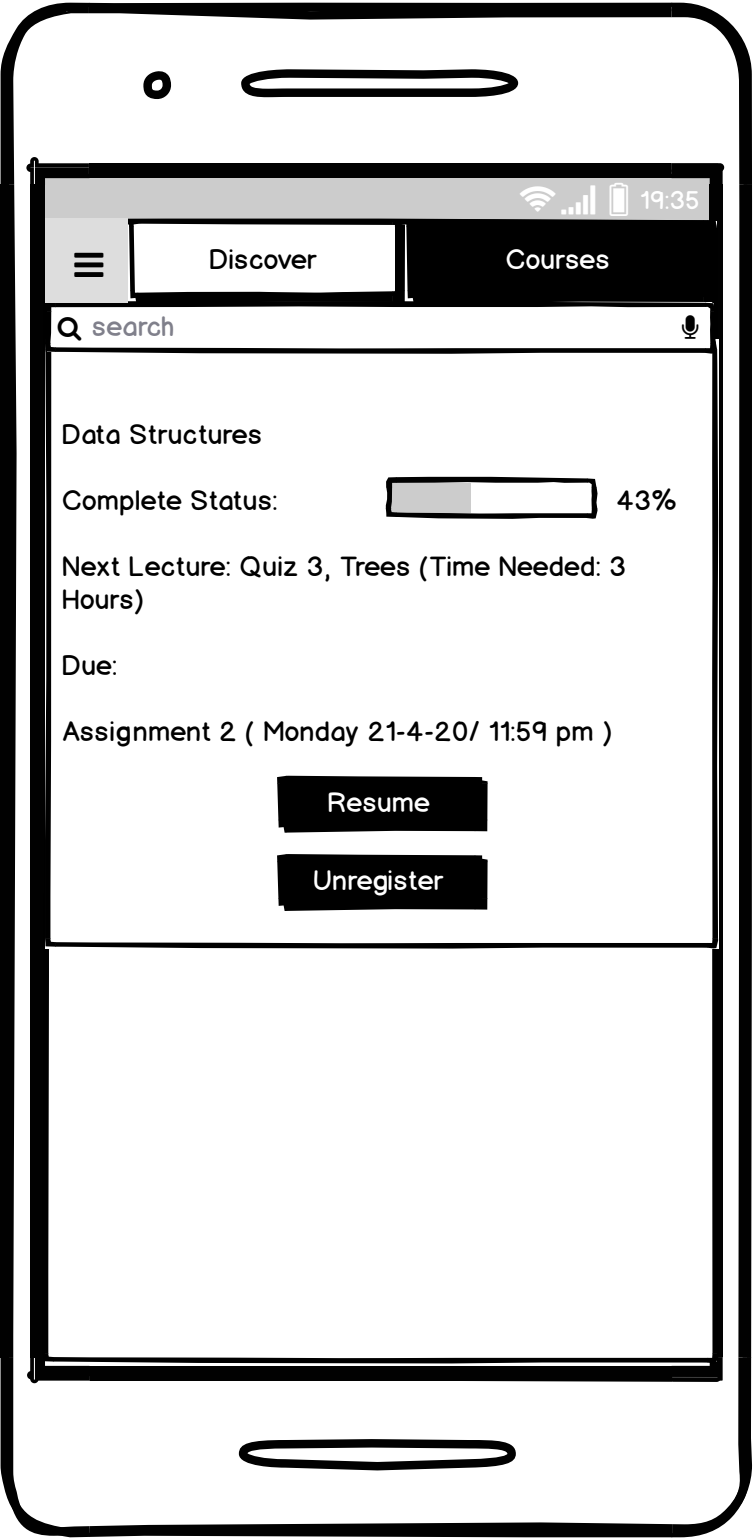 19:35
Discover
Courses
search
Data Structures
Complete Status:
43%
Next Lecture: Quiz 3, Trees (Time Needed: 3
Hours)
Due:
Assignment 2 ( Monday 21-4-20/ 11:59 pm )
Resume
Unregister